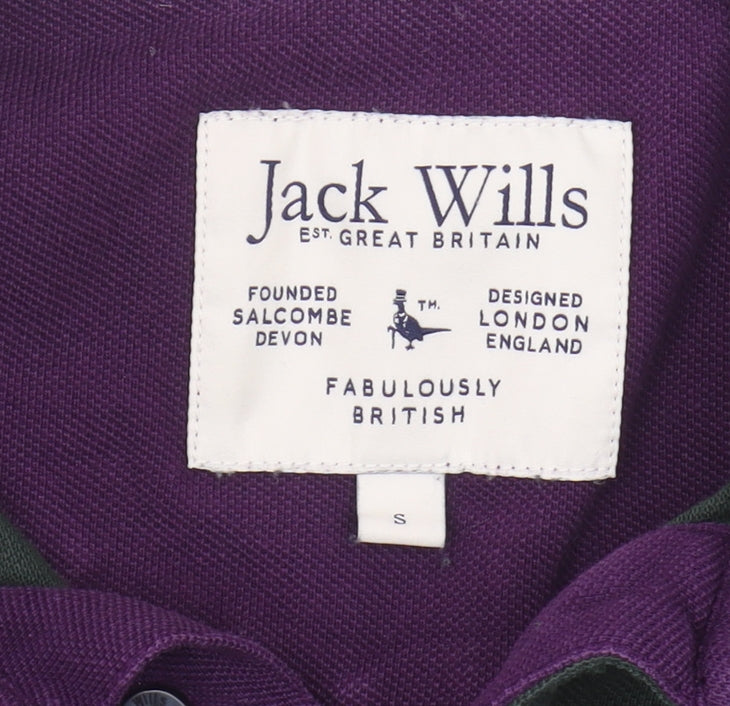 Jack Wills
EST. GREAT BRITAIN
FOUNDED
SALCOMBE
DEVON
TM.
DESIGNED
LONDON
ENGLAND
FABULOUSLY
BRITISH
S